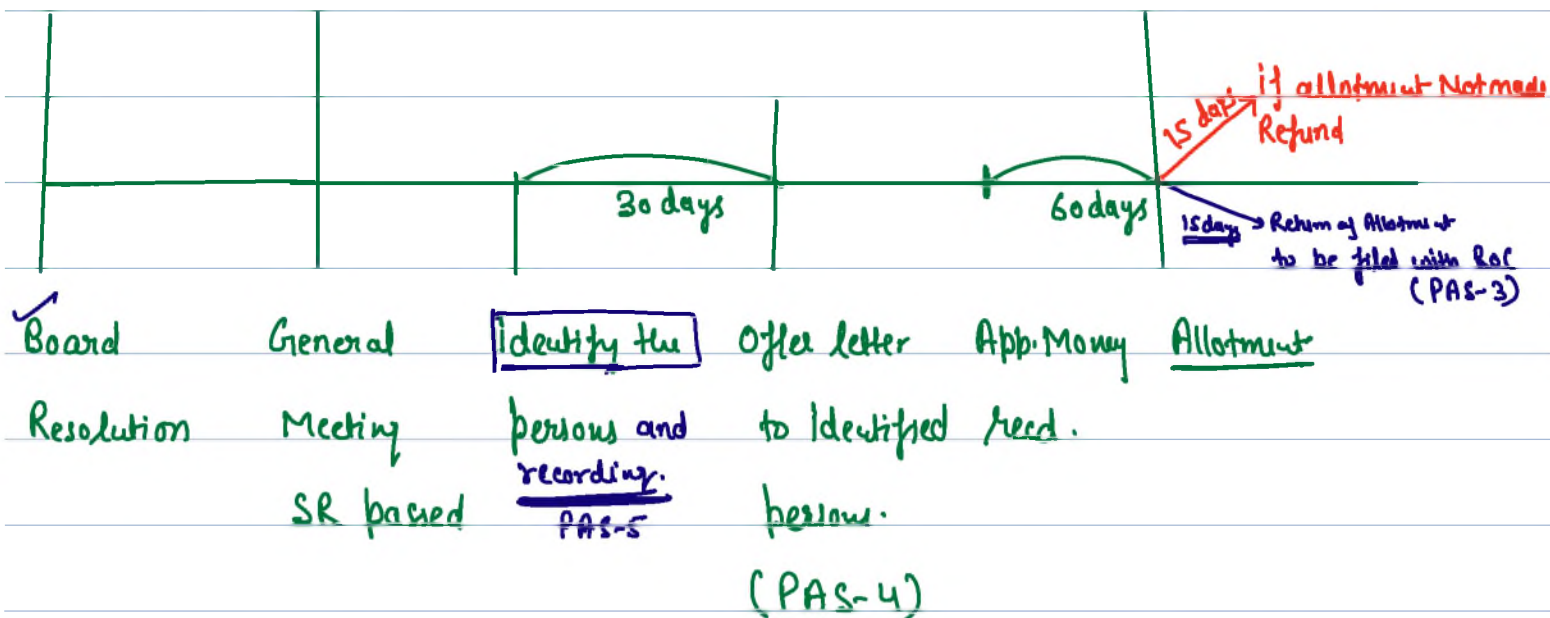 15 days if allotment Not made
Refund
30 days
60 days
15 days Return of Allotment
to be filed with RoC
(PAS-3)
Board General Identify the Offer letter App. Money Allotment
Resolution Meeting persons and to Identified recd.
recording.
SR passed PAS-5 persons.
(PAS-4)